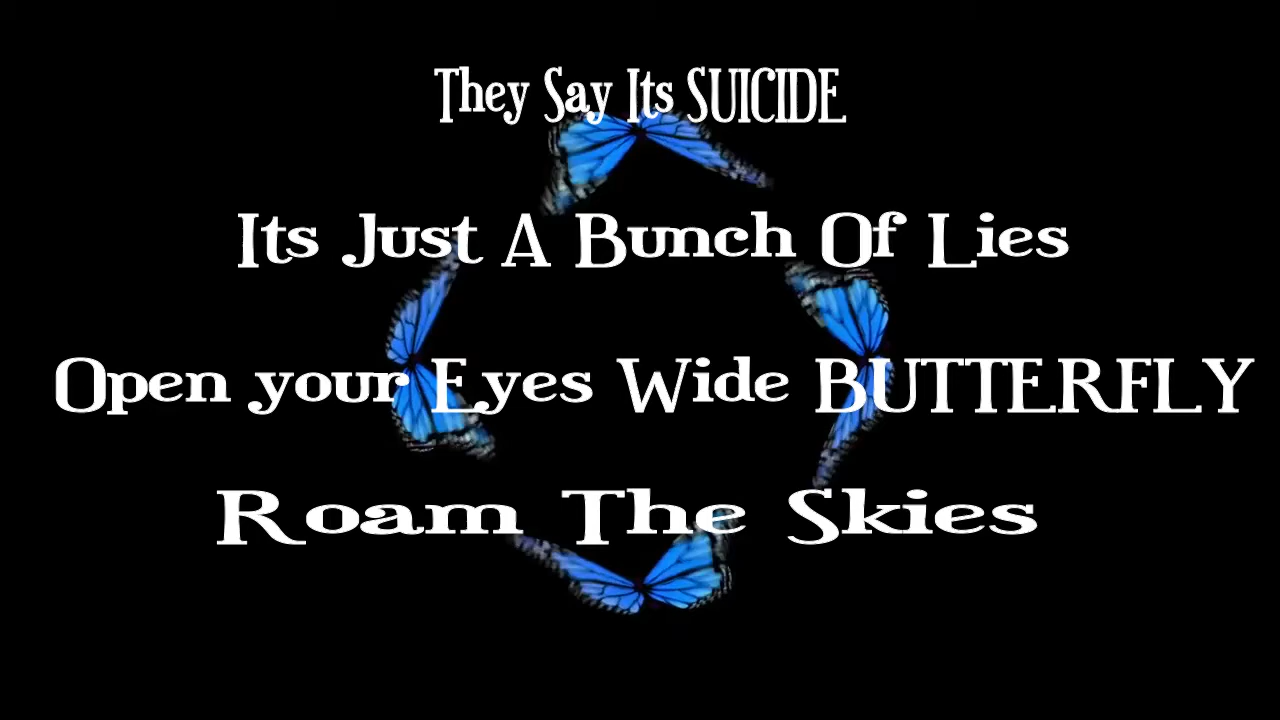 They Say Its SUICIDE
Its Just A Bunch Of Lies
Open your Eyes Wide BUTTERFLY
Roam The Skies